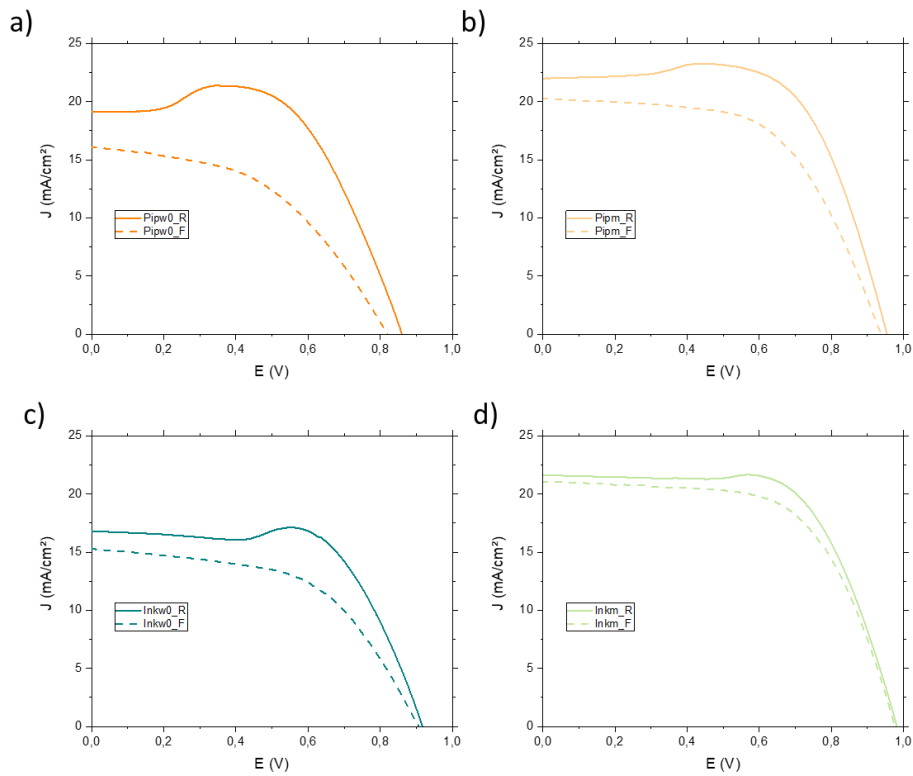 a)
25
20
15
10
5
0
J (mA/cm²)
Pipw0_R
Pipw0_F
0,0 0,2 0,4 0,6 0,8 1,0
E (V)
b)
25
20
15
10
5
0
J (mA/cm²)
Pipm_R
Pipm_F
0,0 0,2 0,4 0,6 0,8 1,0
E (V)
c)
25
20
15
10
5
0
J (mA/cm²)
Inkw0_R
Inkw0_F
0,0 0,2 0,4 0,6 0,8 1,0
E (V)
d)
25
20
15
10
5
0
J (mA/cm²)
Inkm_R
Inkm_F
0,0 0,2 0,4 0,6 0,8 1,0
E (V)